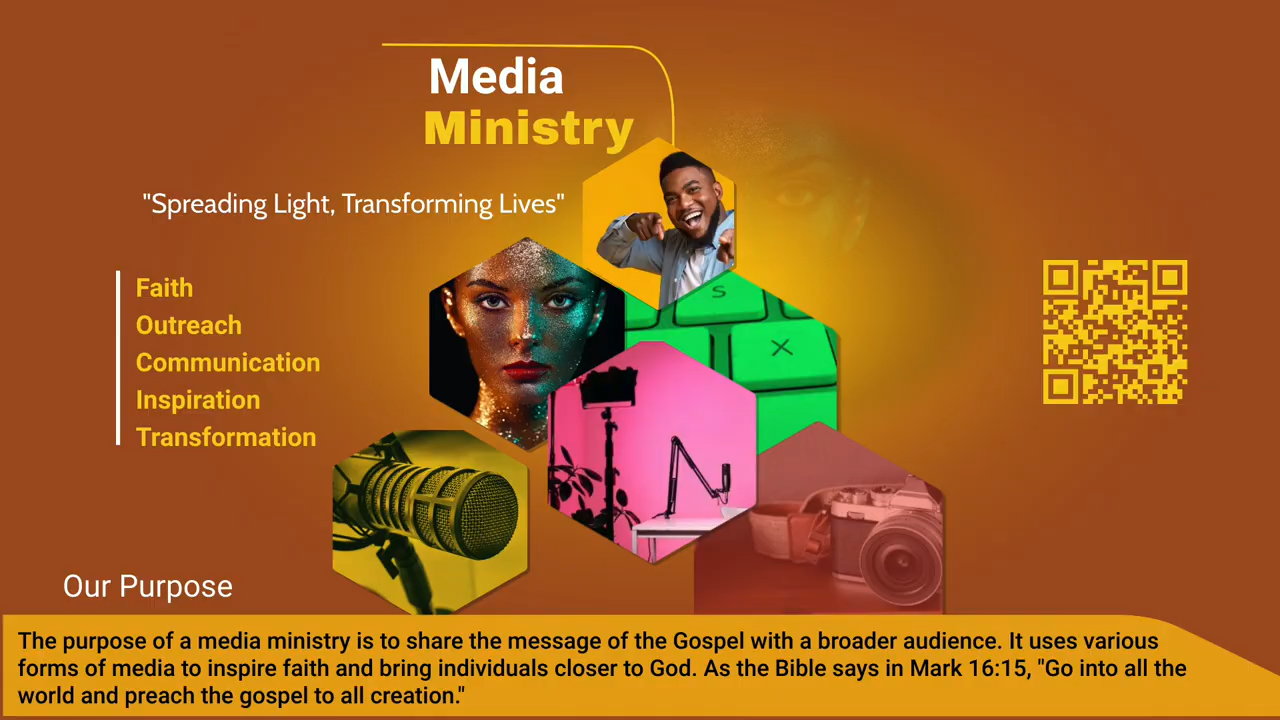 Media
Ministry
"Spreading Light, Transforming Lives"
Faith
Outreach
Communication
Inspiration
Transformation
S
X
Our Purpose
The purpose of a media ministry is to share the message of the Gospel with a broader audience. It uses various
forms of media to inspire faith and bring individuals closer to God. As the Bible says in Mark 16:15, "Go into all the
world and preach the gospel to all creation."